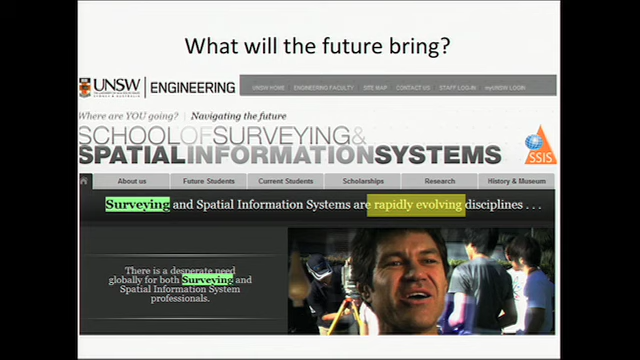 What will the future bring?
UNSW
ENGINEERING
UNSW HOME
ENGINEERING FACULTY
SITE MAP
CONTACT US
STAFF LOG-IN
myUNSW LOGIN
Where are YOU going? | Navigating the future
SCHOOL OF SURVEYING &
SPATIAL INFORMATION SYSTEMS
SSIS
About us
Future Students
Current Students
Scholarships
Research
History & Museum
Surveying and Spatial Information Systems are rapidly evolving disciplines . . .
There is a desperate need
globally for both Surveying and
Spatial Information System
professionals.